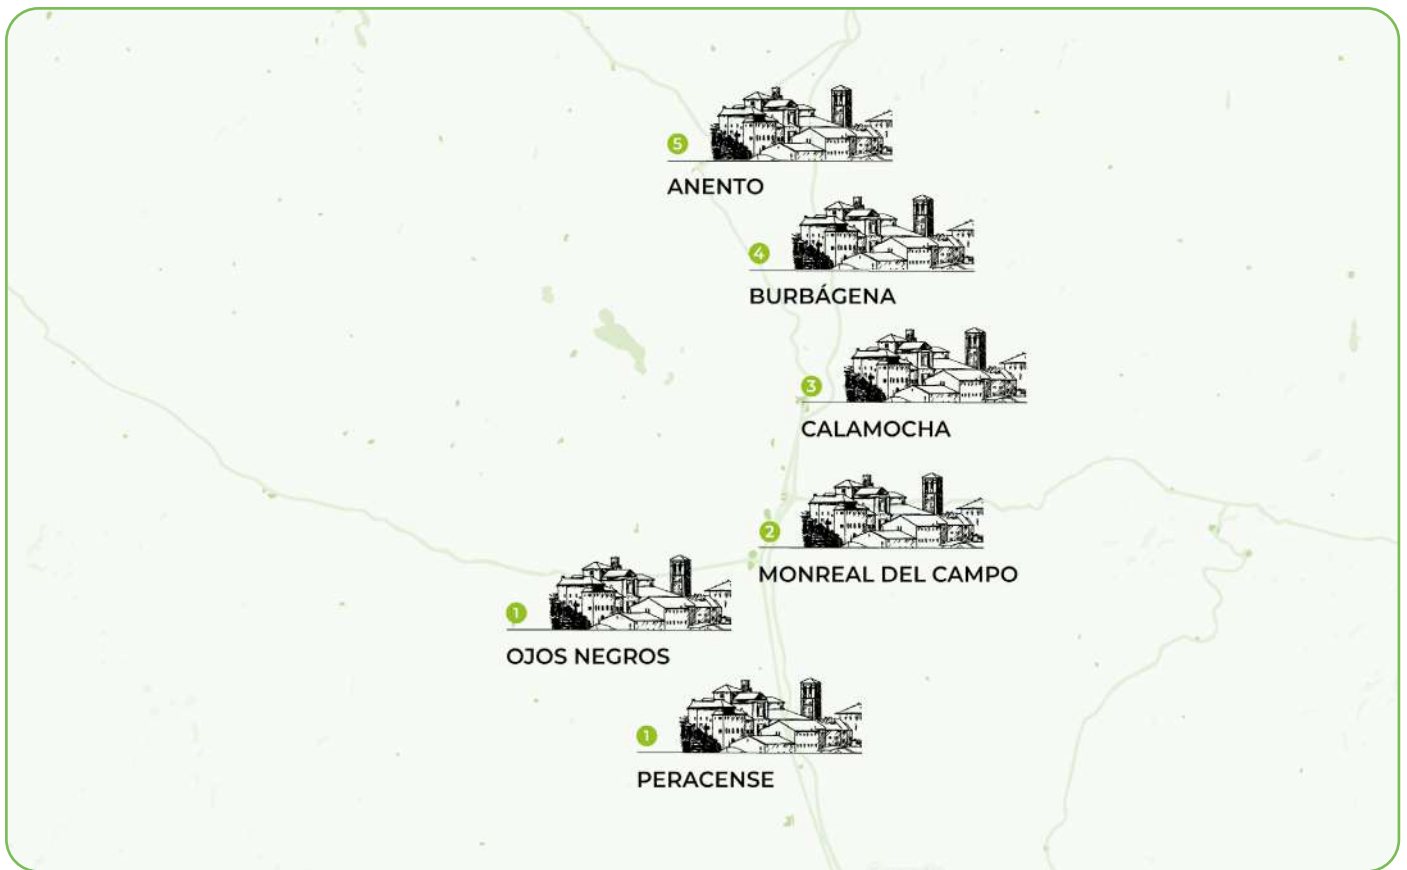 5
ANENTO
4
BURBÁGENA
3
CALAMOCHA
2
MONREAL DEL CAMPO
1
OJOS NEGROS
1
PERACENSE